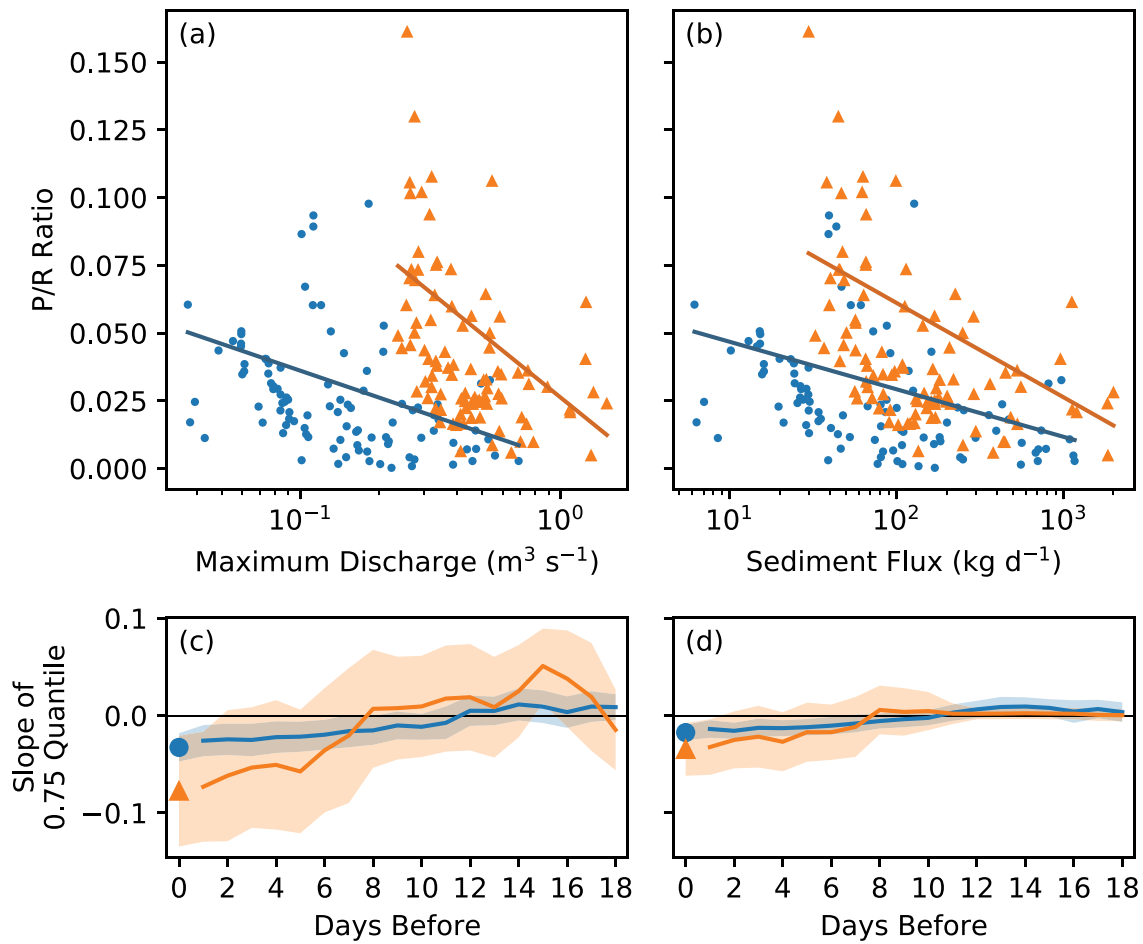 (a)
(b)
0.150
0.125
0.100
0.075
0.050
0.025
0.000
P/R Ratio
10⁻¹ 10⁰
10¹ 10² 10³
Maximum Discharge (m³ s⁻¹)
Sediment Flux (kg d⁻¹)
(c)
(d)
0.1
0.0
−0.1
Slope of
0.75 Quantile
0 2 4 6 8 10 12 14 16 18
0 2 4 6 8 10 12 14 16 18
Days Before
Days Before